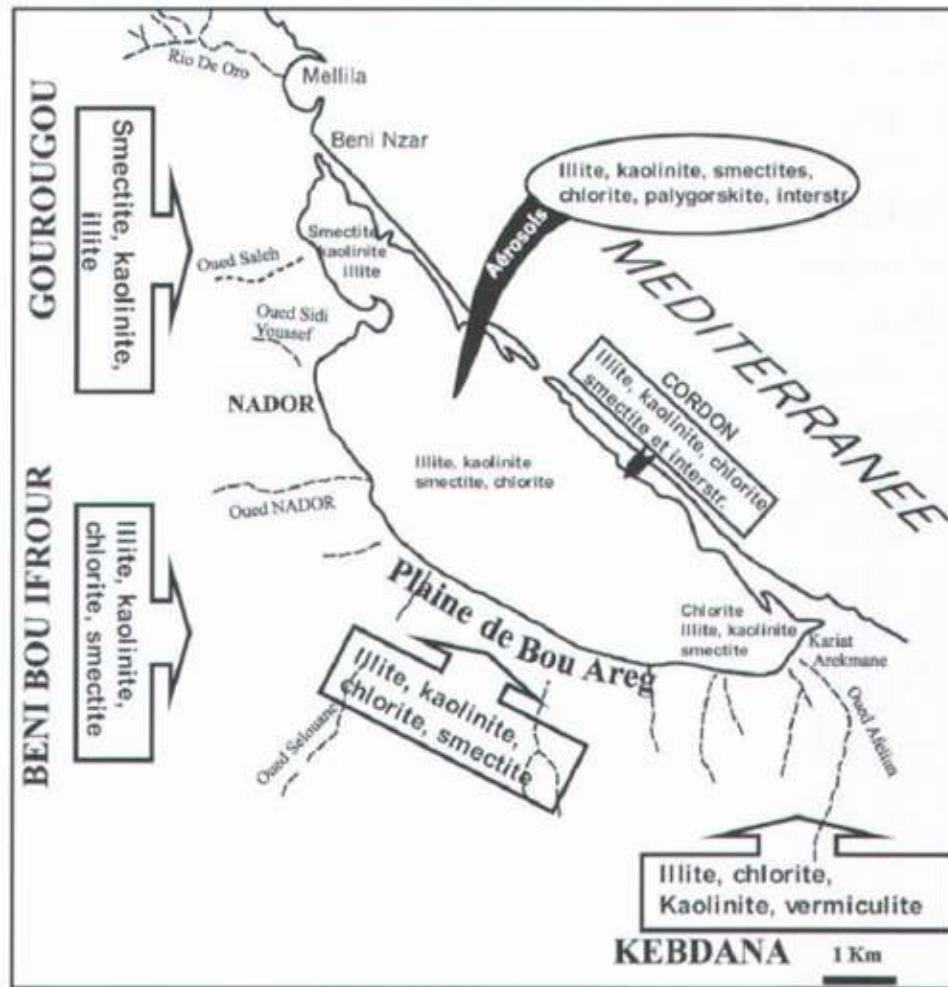 Rio De Oro
Mellila
Beni Nzar
GOUROUGOU
Smectite, kaolinite,
illite
Illite, kaolinite, smectites,
chlorite, palygorskite, interstr.
Aérosols
MEDITERRANEE
Smectite
kaolinite
illite
Oued Saleh
Oued Sidi
Youssef
NADOR
CORDON
Illite, kaolinite, chlorite
smectite et interstr.
Illite, kaolinite
smectite, chlorite
Oued NADOR
BENI BOU IFROUR
Illite, kaolinite,
chlorite, smectite
Plaine de Bou Areg
Chlorite
Illite, kaolinite
smectite
Kariat
Arekmane
Illite, kaolinite,
chlorite, smectite
Oued Selouane
Oued
Illite, chlorite,
Kaolinite, vermiculite
KEBDANA
1 Km